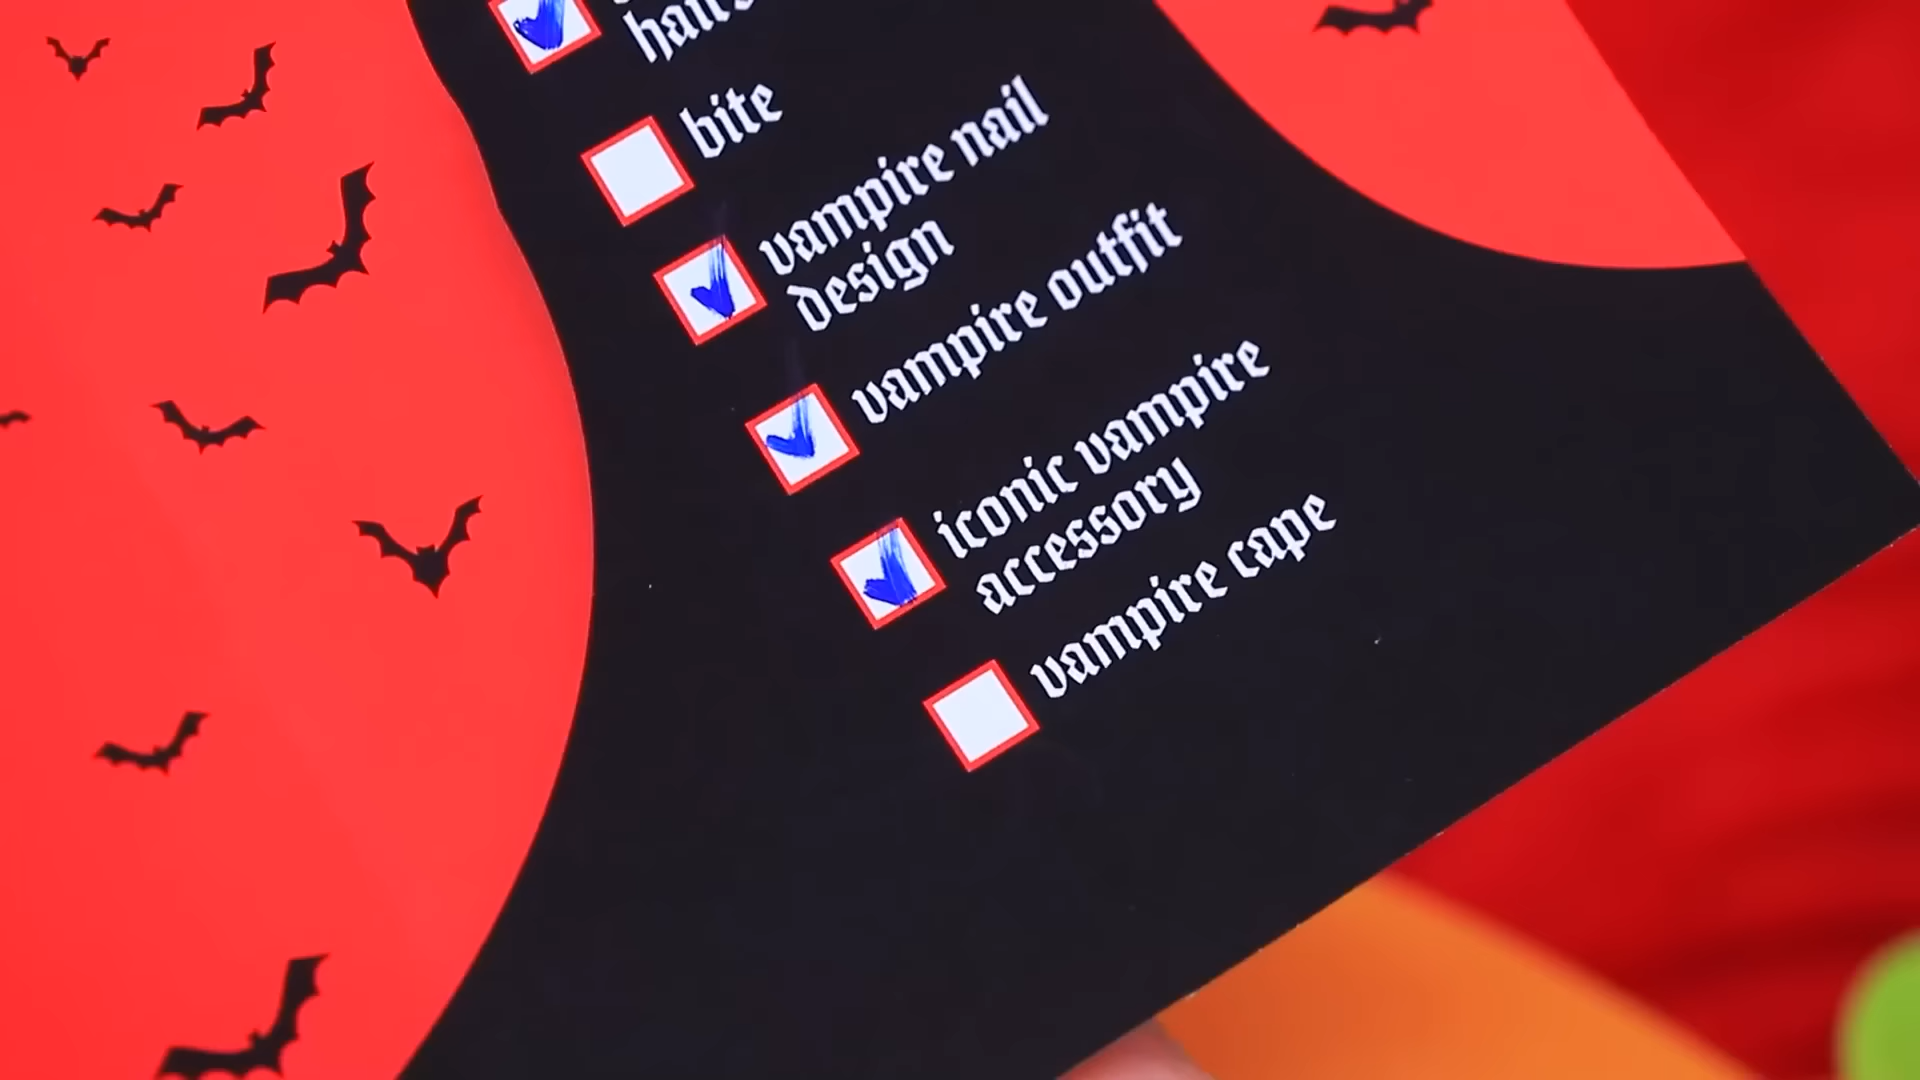 bite
vampire nail
design
vampire outfit
iconic vampire
accessory
vampire cape